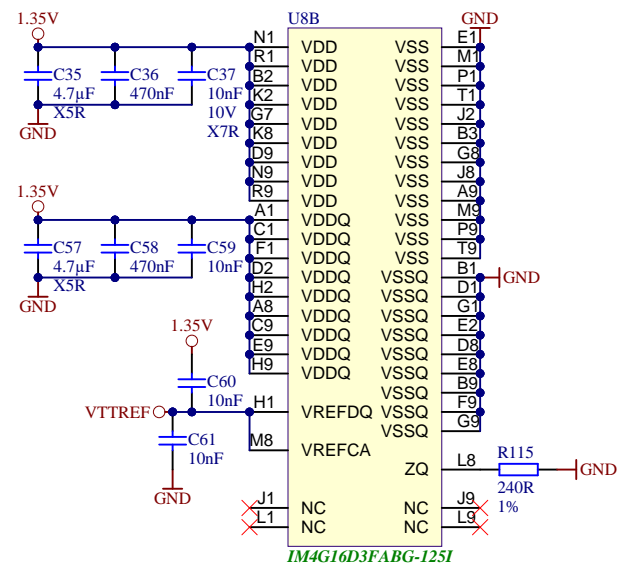 1.35V
U8B
GND
C35
4.7µF
X5R
C36
470nF
C37
10nF
10V
X7R
GND
N1 VDD VSS E1
R1 VDD VSS M1
B2 VDD VSS P1
K2 VDD VSS T1
G7 VDD VSS J2
K8 VDD VSS B3
D9 VDD VSS G8
N9 VDD VSS J8
R9 VDD VSS A9
1.35V
A1 VDDQ VSS M9
C1 VDDQ VSS P9
F1 VDDQ VSS T9
D2 VDDQ VSSQ B1 GND
H2 VDDQ VSSQ D1
A8 VDDQ VSSQ G1
C9 VDDQ VSSQ E2
E9 VDDQ VSSQ D8
H9 VDDQ VSSQ E8
VSSQ B9
C57
4.7µF
X5R
C58
470nF
C59
10nF
GND
1.35V
C60
10nF
VTTREF
H1 VREFDQ VSSQ F9
VSSQ G9
C61
10nF
M8 VREFCA
GND
ZQ L8
R115
240R
1%
GND
J1 NC NC J9
L1 NC NC L9
IM4G16D3FABG-125I